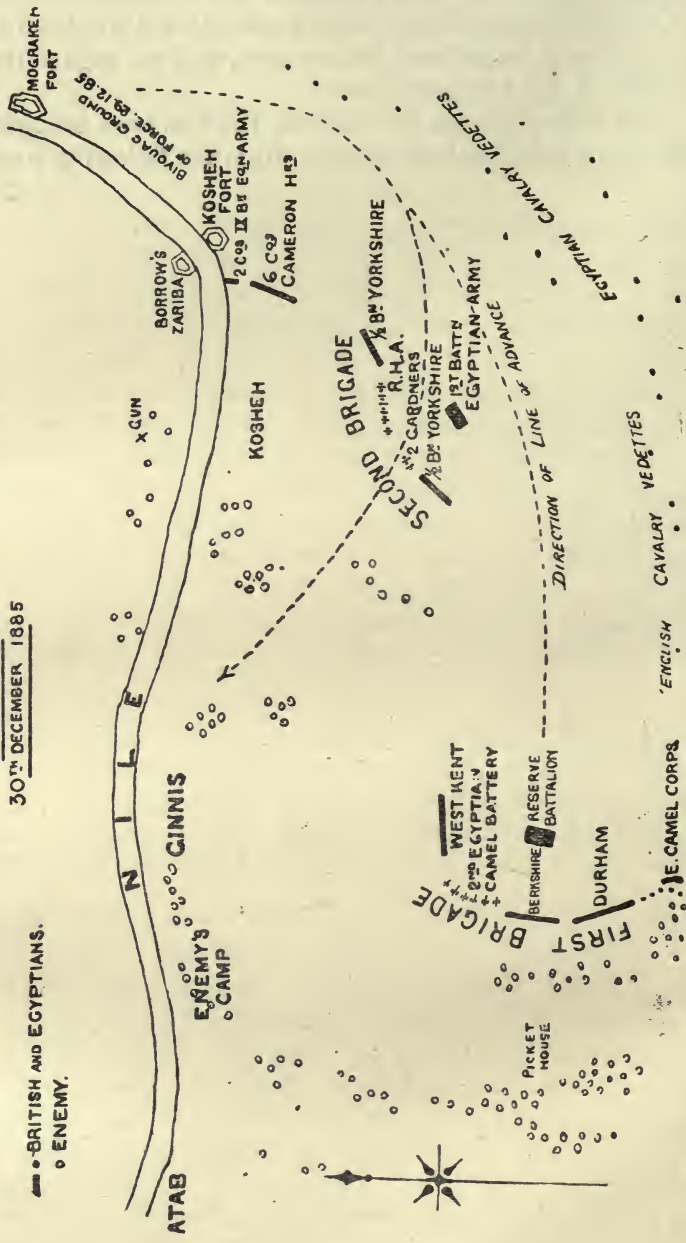 30TH DECEMBER 1885
BRITISH AND EGYPTIANS.
ENEMY.
MOGRAKEH
FORT
BIVOUAC GROUND
OF FORCE. 29.12.85
BORROW'S
ZARIBA
KOSHEH
FORT
2 COS IX BN EGN ARMY
6 COS
CAMERON HRS
GUN
KOSHEH
NILE
GINNIS
ENEMY'S
CAMP
ATAB
SECOND BRIGADE
½ BN YORKSHIRE
R.H.A.
2 GARDNERS
½ BN YORKSHIRE
1ST BATTN
EGYPTIAN-ARMY
EGYPTIAN CAVALRY VEDETTES
DIRECTION OF LINE OF ADVANCE
ENGLISH CAVALRY VEDETTES
FIRST BRIGADE
WEST KENT
2ND EGYPTIAN
CAMEL BATTERY
BERKSHIRE
RESERVE
BATTALION
DURHAM
E. CAMEL CORPS.
PICKET
HOUSE